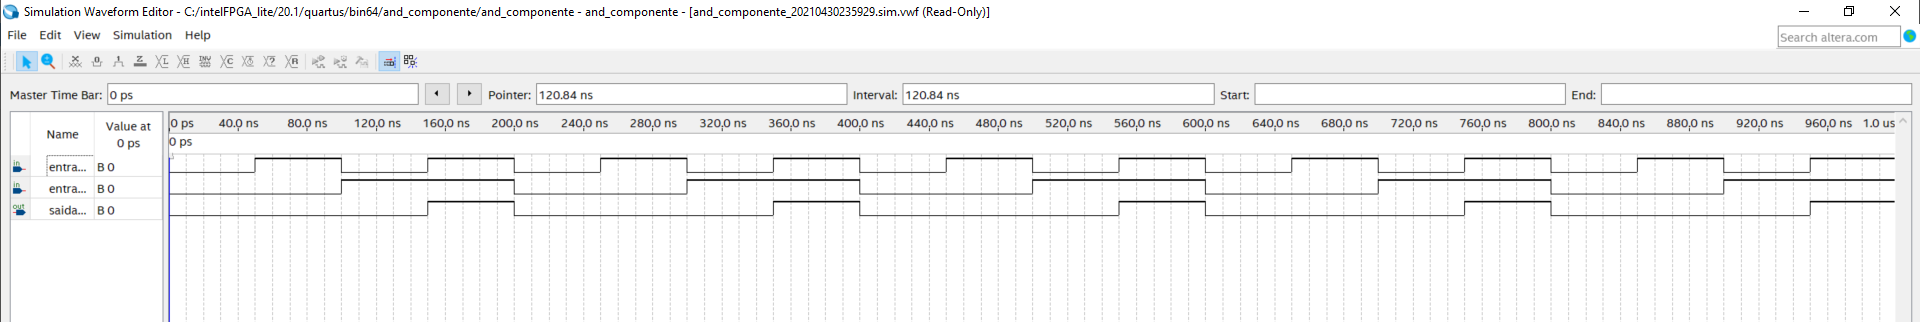 Simulation Waveform Editor - C:/intelFPGA_lite/20.1/quartus/bin64/and_componente/and_componente - and_componente - [and_componente_20210430235929.sim.vwf (Read-Only)]
File Edit View Simulation Help
Search altera.com
Master Time Bar: 0 ps Pointer: 120.84 ns Interval: 120.84 ns Start: End:
Name Value at 0 ps
0 ps 40.0 ns 80.0 ns 120.0 ns 160.0 ns 200.0 ns 240.0 ns 280.0 ns 320.0 ns 360.0 ns 400.0 ns 440.0 ns 480.0 ns 520.0 ns 560.0 ns 600.0 ns 640.0 ns 680.0 ns 720.0 ns 760.0 ns 800.0 ns 840.0 ns 880.0 ns 920.0 ns 960.0 ns 1.0 us
0 ps
in entra... B 0
in entra... B 0
out saida... B 0